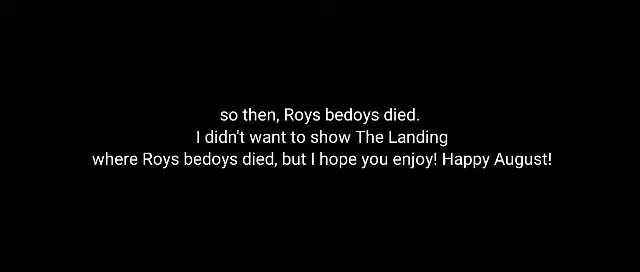 so then, Roys bedoys died.
I didn't want to show The Landing
where Roys bedoys died, but I hope you enjoy! Happy August!